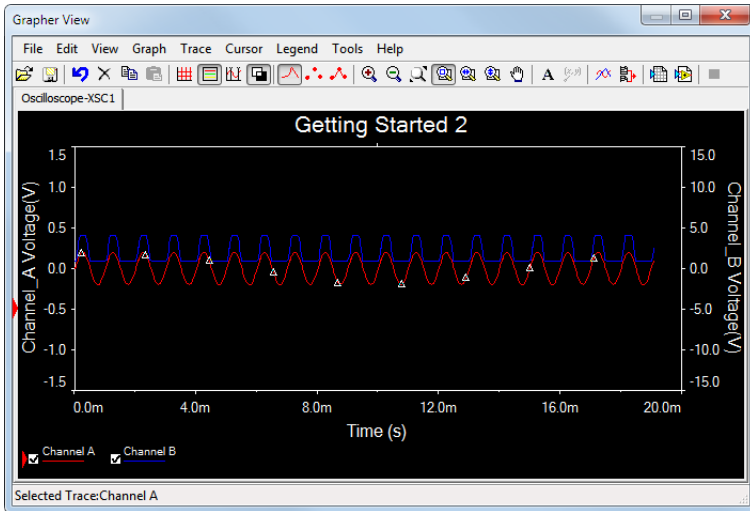 Grapher View
File Edit View Graph Trace Cursor Legend Tools Help
A (x,y)
Oscilloscope-XSC1
Getting Started 2
Channel_A Voltage(V)
1.5
1.0
0.5
0.0
-0.5
-1.0
-1.5
15.0
10.0
5.0
0.0
-5.0
-10.0
-15.0
Channel_B Voltage(V)
0.0m 4.0m 8.0m 12.0m 16.0m 20.0m
Time (s)
Channel A Channel B
Selected Trace:Channel A